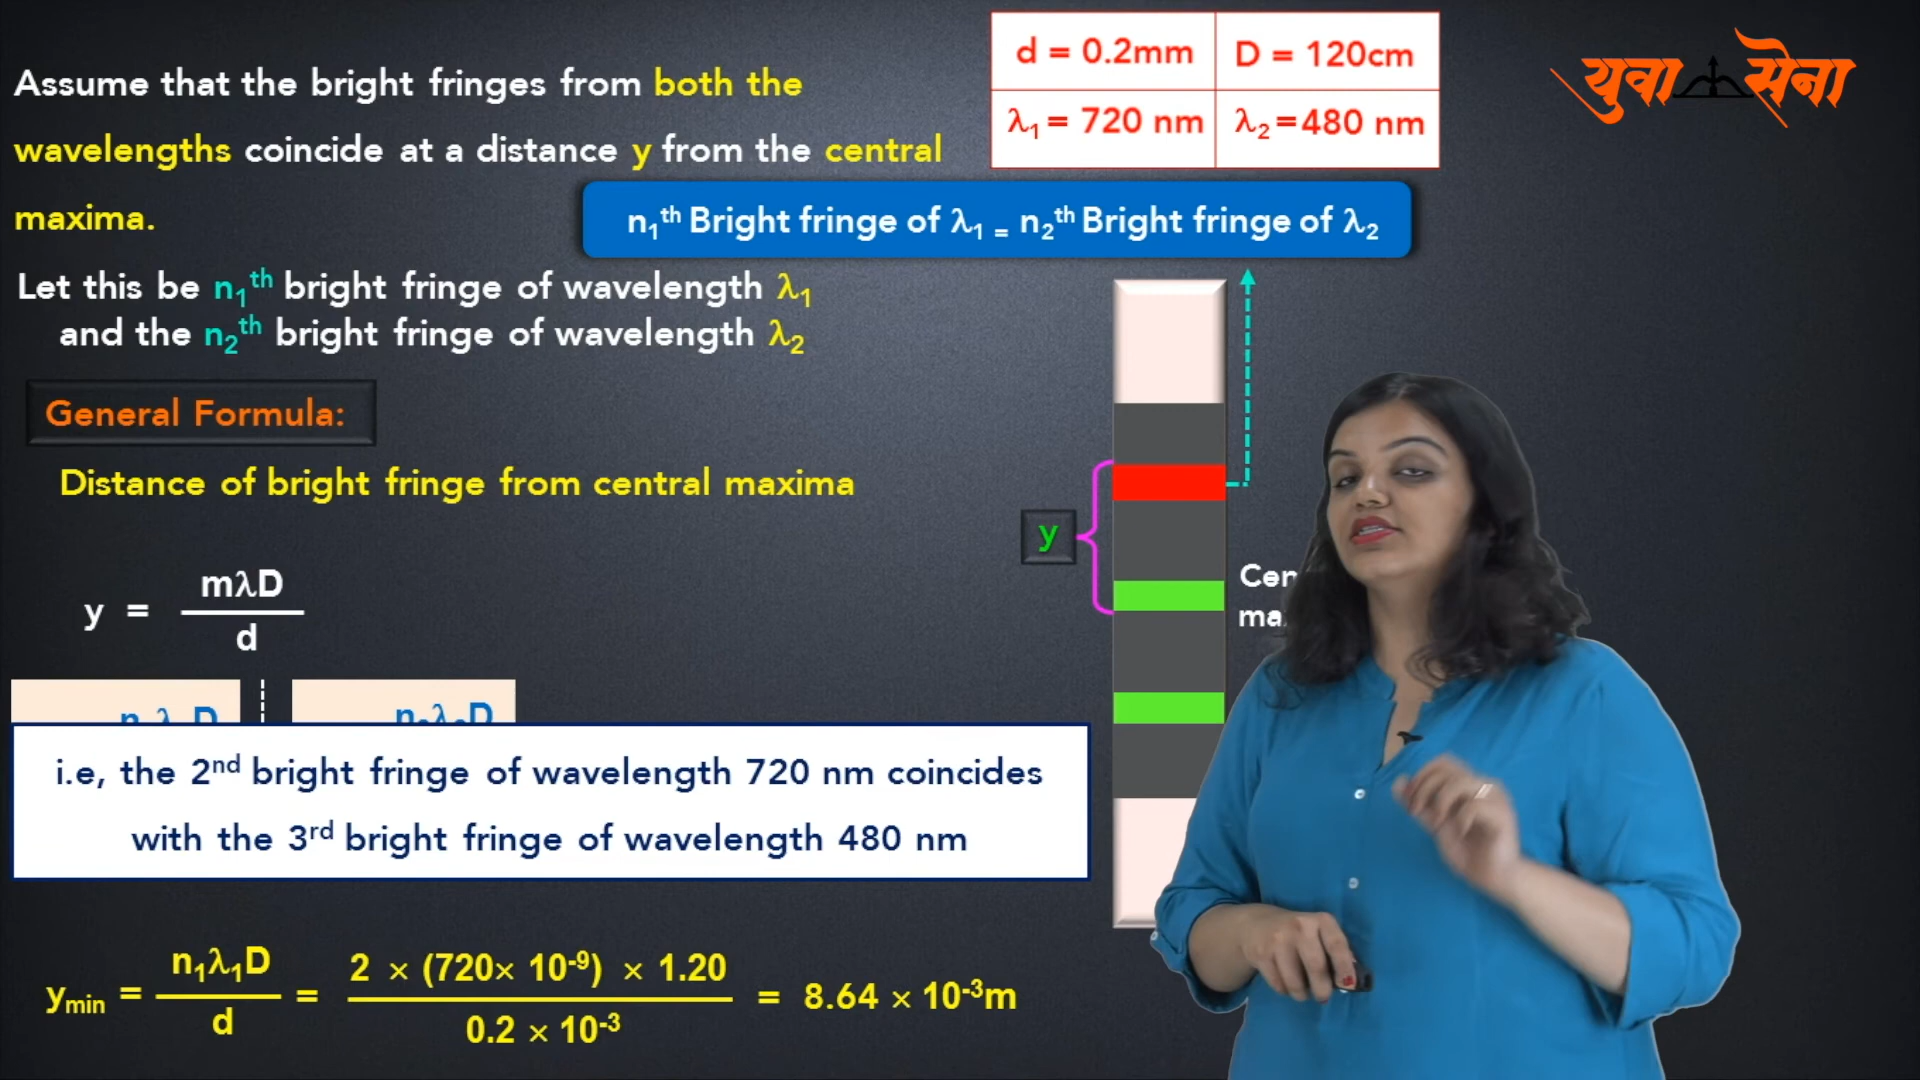 Assume that the bright fringes from both the
wavelengths coincide at a distance y from the central
maxima.
d = 0.2mm
D = 120cm
λ₁ = 720 nm
λ₂ =480 nm
युवा सेना
n₁ᵗʰ Bright fringe of λ₁ = n₂ᵗʰ Bright fringe of λ₂
Let this be n₁ᵗʰ bright fringe of wavelength λ₁
and the n₂ᵗʰ bright fringe of wavelength λ₂
General Formula:
Distance of bright fringe from central maxima
y = mλD / d
y
i.e, the 2ⁿᵈ bright fringe of wavelength 720 nm coincides
with the 3ʳᵈ bright fringe of wavelength 480 nm
yₘᵢₙ = n₁λ₁D / d = 2 × (720× 10⁻⁹) × 1.20 / 0.2 × 10⁻³ = 8.64 × 10⁻³m